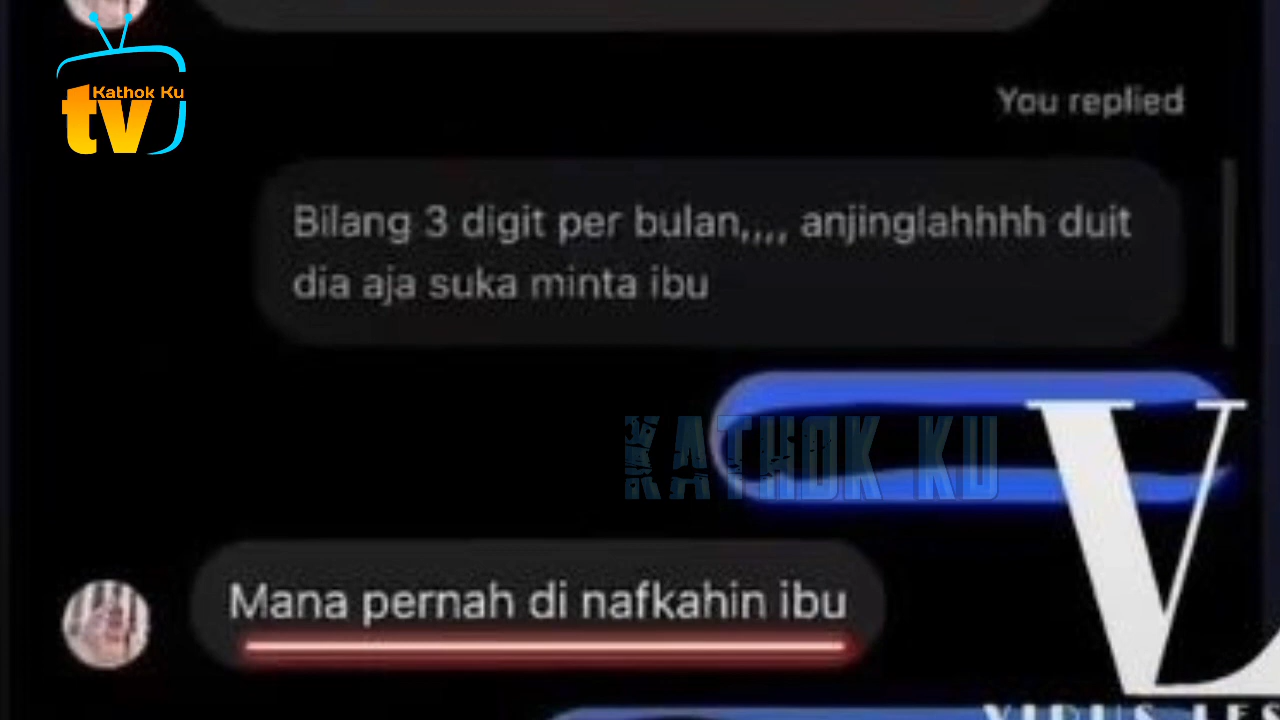 Kathok Ku
tv
You replied
Bilang 3 digit per bulan,,,, anjinglahhhh duit
dia aja suka minta ibu
KATHOK KU
Mana pernah di nafkahin ibu